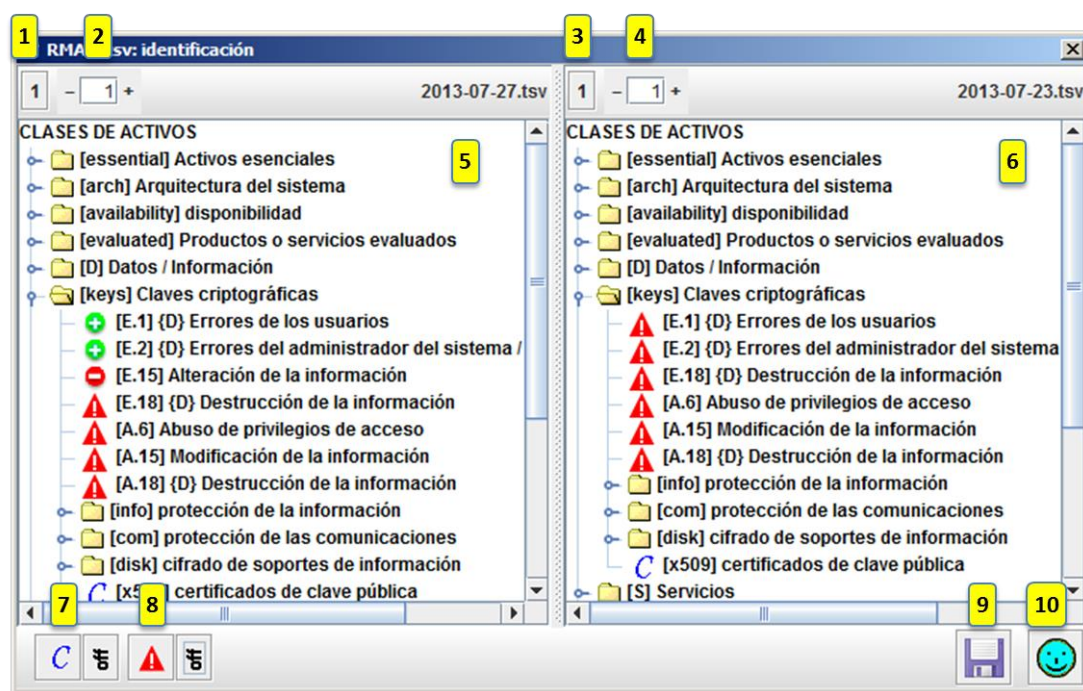 1 2 3 4
RMA sv: identificación
1 – 1 + 2013-07-27.tsv
CLASES DE ACTIVOS
[essential] Activos esenciales
5
[arch] Arquitectura del sistema
[availability] disponibilidad
[evaluated] Productos o servicios evaluados
[D] Datos / Información
[keys] Claves criptográficas
[E.1] {D} Errores de los usuarios
[E.2] {D} Errores del administrador del sistema /
[E.15] Alteración de la información
[E.18] {D} Destrucción de la información
[A.6] Abuso de privilegios de acceso
[A.15] Modificación de la información
[A.18] {D} Destrucción de la información
[info] protección de la información
[com] protección de las comunicaciones
[disk] cifrado de soportes de información
[x5 certificados de clave pública
1 – 1 + 2013-07-23.tsv
CLASES DE ACTIVOS
[essential] Activos esenciales
6
[arch] Arquitectura del sistema
[availability] disponibilidad
[evaluated] Productos o servicios evaluados
[D] Datos / Información
[keys] Claves criptográficas
[E.1] {D} Errores de los usuarios
[E.2] {D} Errores del administrador del sistema
[E.18] {D} Destrucción de la información
[A.6] Abuso de privilegios de acceso
[A.15] Modificación de la información
[A.18] {D} Destrucción de la información
[info] protección de la información
[com] protección de las comunicaciones
[disk] cifrado de soportes de información
C [x509] certificados de clave pública
[S] Servicios
7 8 9 10
C